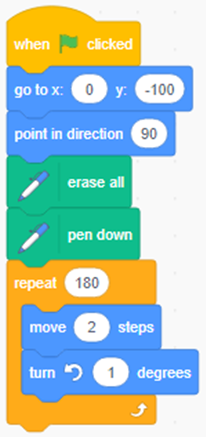 when clicked
go to x: 0 y: -100
point in direction 90
erase all
pen down
repeat 180
move 2 steps
turn 1 degrees